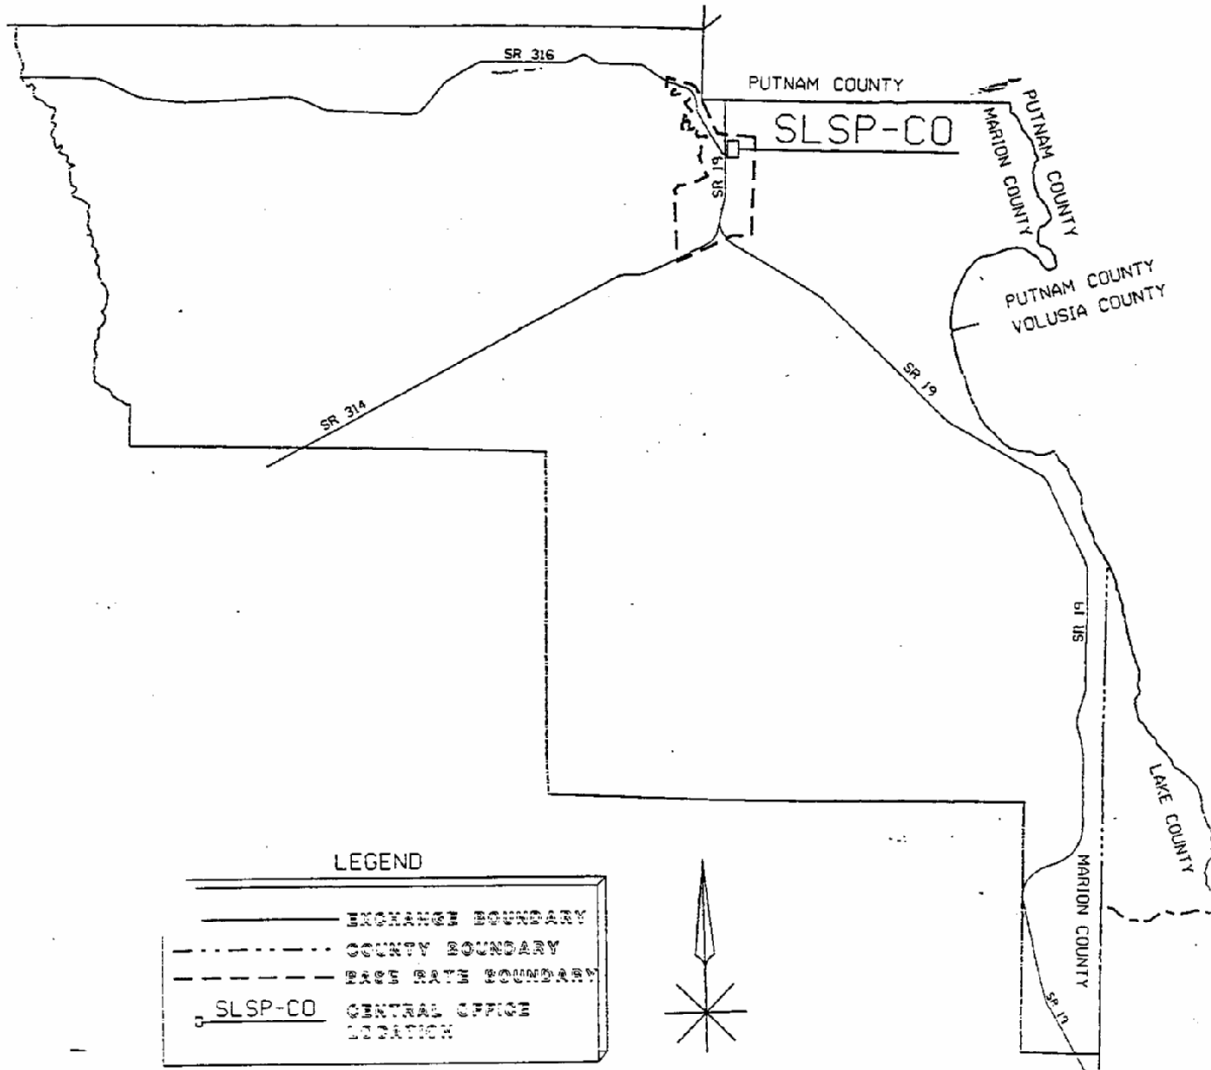 SR 316
PUTNAM COUNTY
PUTNAM COUNTY
MARION COUNTY
SLSP-CO
SR 19
PUTNAM COUNTY
VOLUSIA COUNTY
SR 19
SR 314
SR 19
LAKE COUNTY
MARION COUNTY
SR 19
LEGEND
EXCHANGE BOUNDARY
COUNTY BOUNDARY
BASE RATE BOUNDARY
SLSP-CO CENTRAL OFFICE
LOCATION